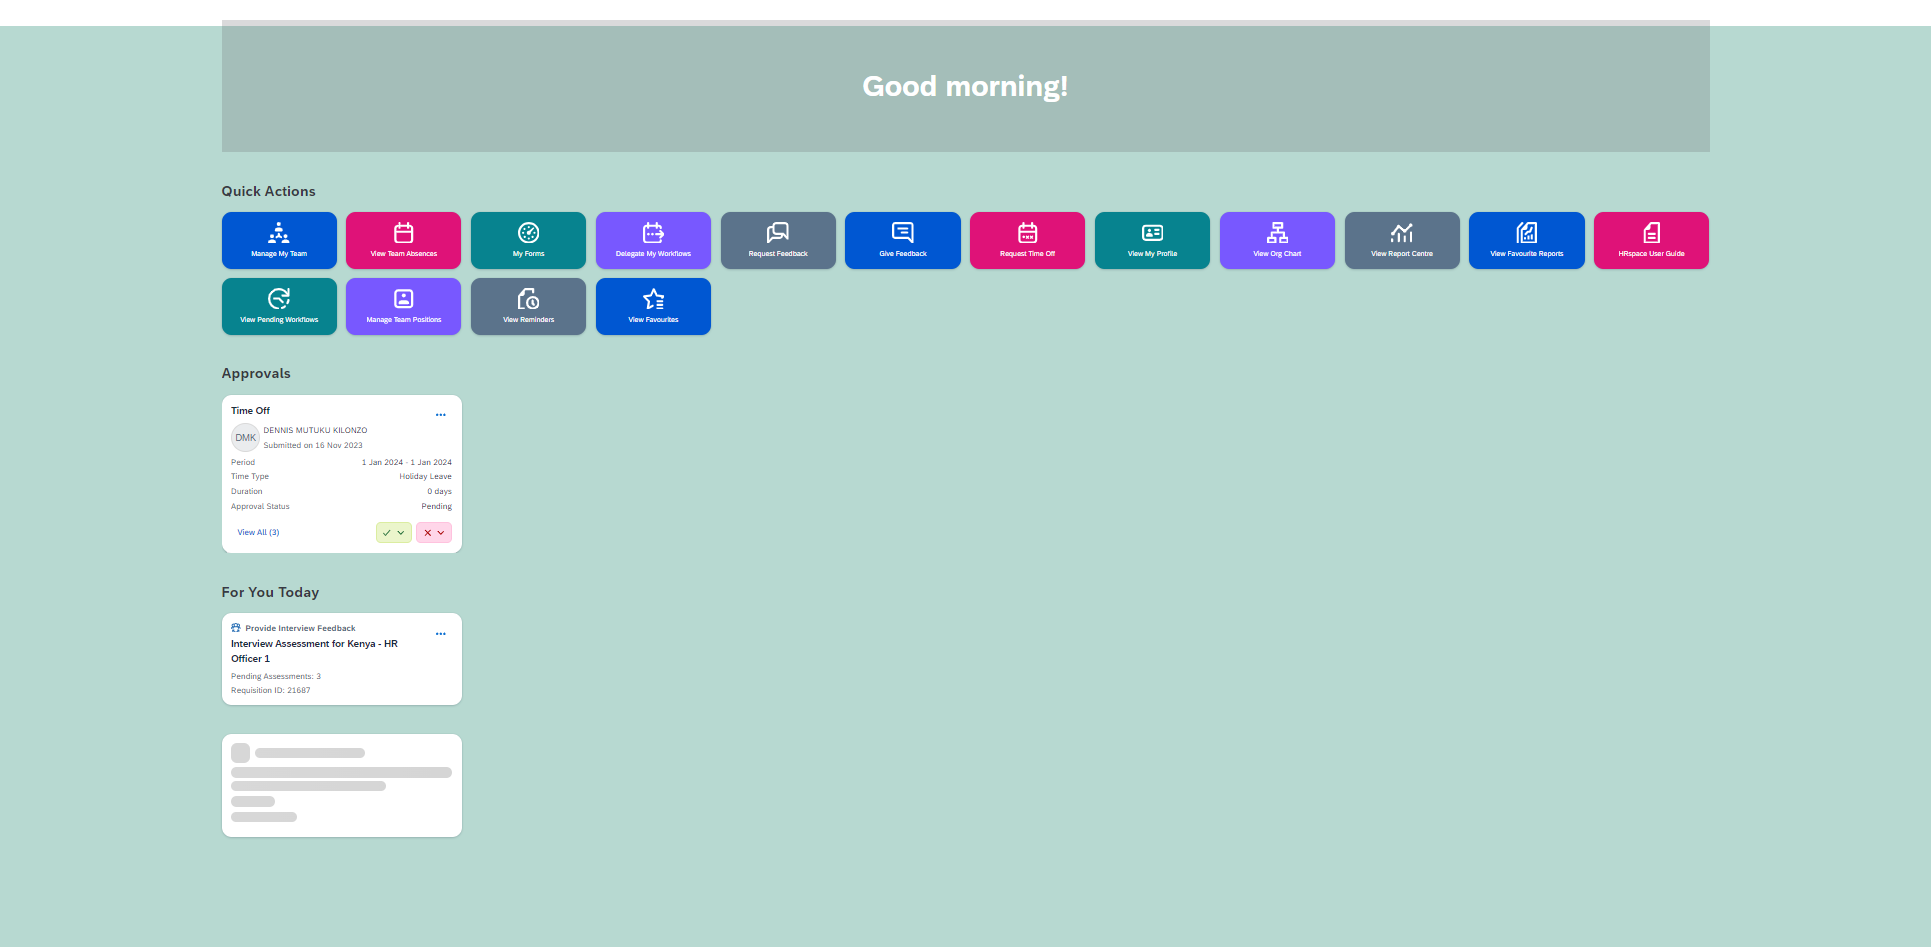 Good morning!
Quick Actions
Manage My Team
View Team Absences
My Forms
Delegate My Workflows
Request Feedback
Give Feedback
Request Time Off
View My Profile
View Org Chart
View Report Centre
View Favourite Reports
HRspace User Guide
View Pending Workflows
Manage Team Positions
View Reminders
View Favourites
Approvals
Time Off
DMK
DENNIS MUTUKU KILONZO
Submitted on 16 Nov 2023
Period 1 Jan 2024 - 1 Jan 2024
Time Type Holiday Leave
Duration 0 days
Approval Status Pending
View All (3)
For You Today
Provide Interview Feedback
Interview Assessment for Kenya - HR
Officer 1
Pending Assessments: 3
Requisition ID: 21687